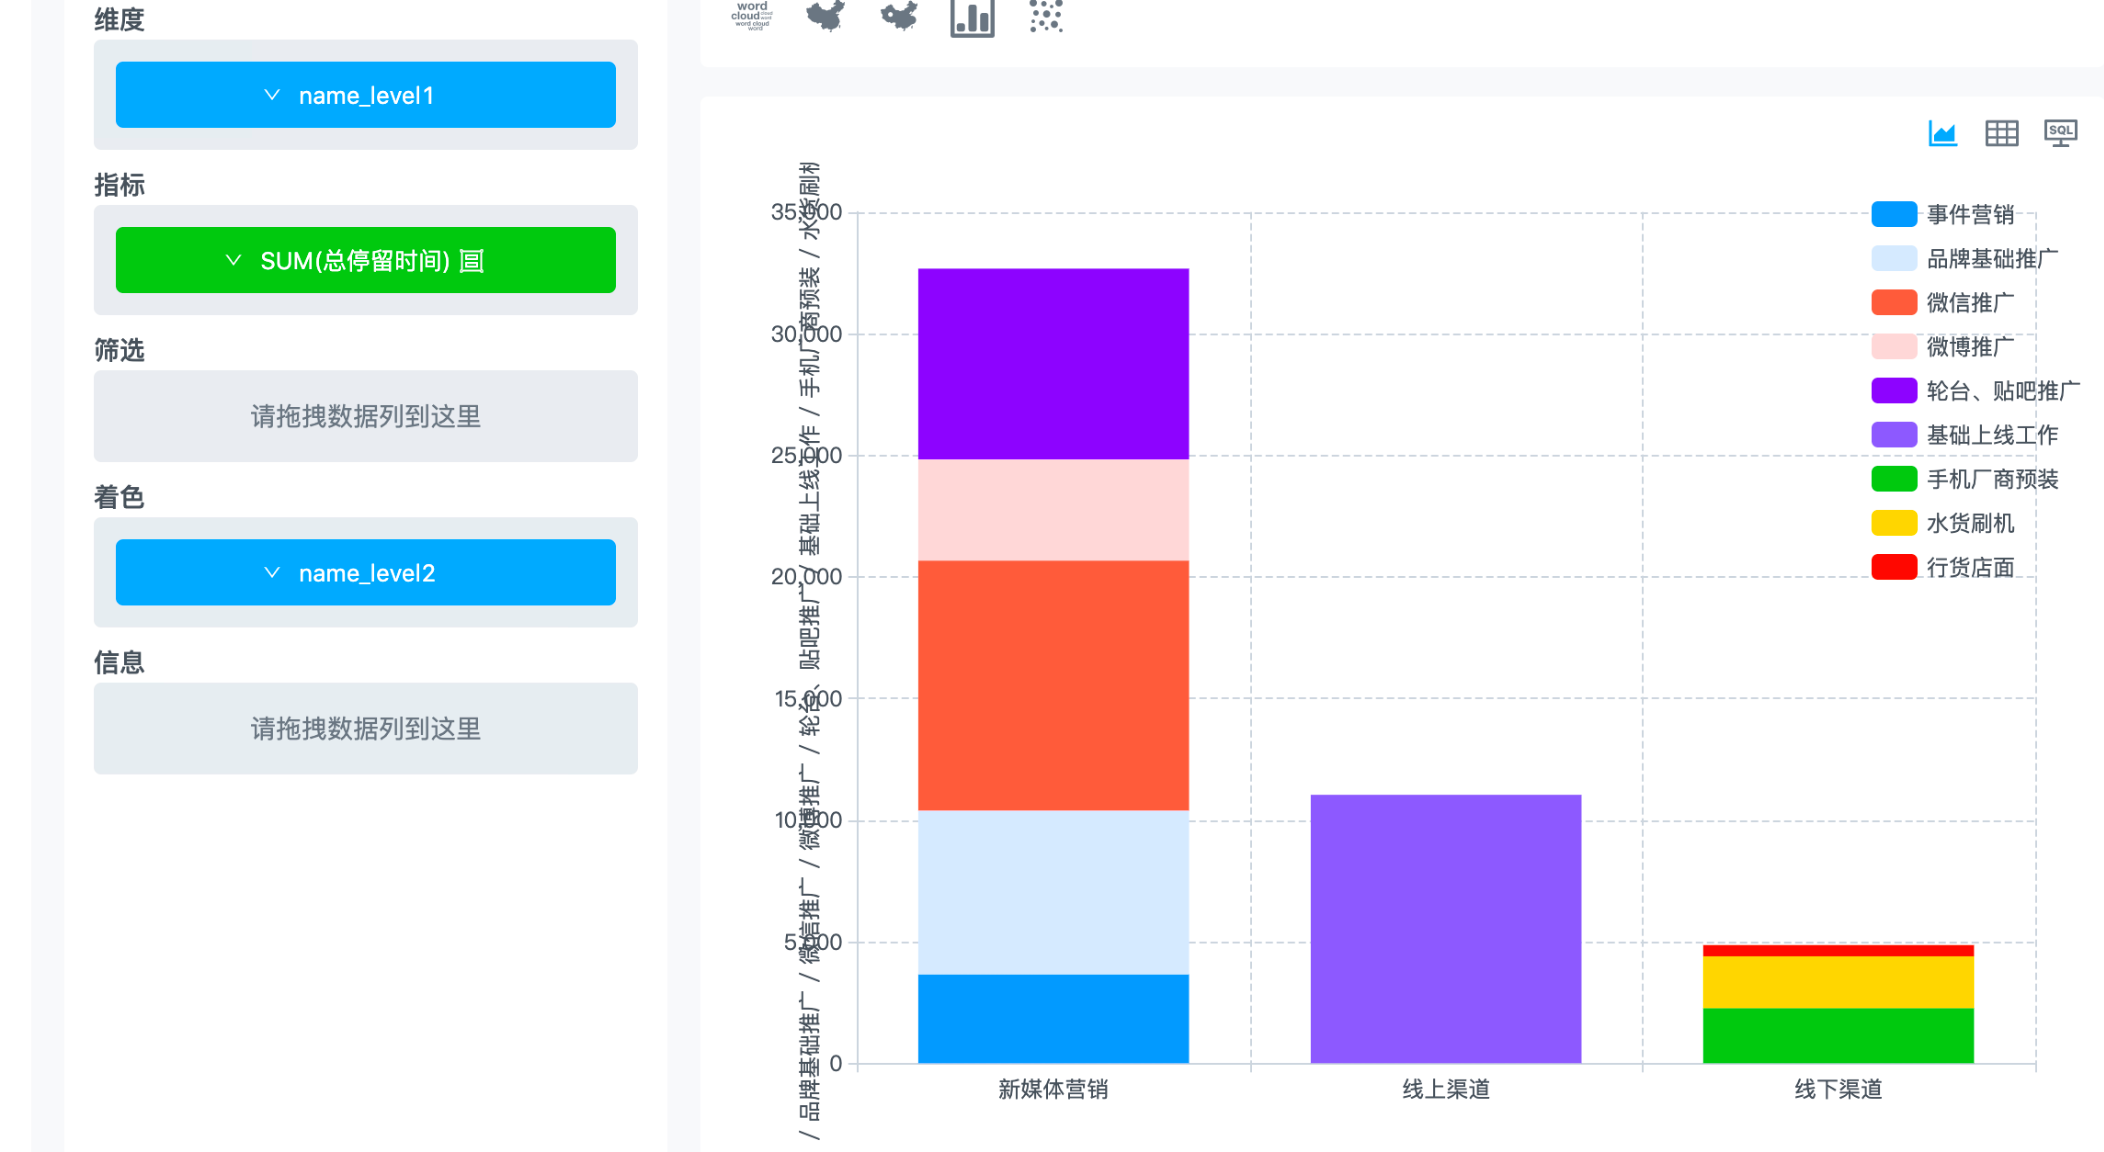 维度
name_level1
指标
SUM(总停留时间)
筛选
请拖拽数据列到这里
着色
name_level2
信息
请拖拽数据列到这里
word
cloud
word cloud
word
SQL
35,000
30,000
25,000
20,000
15,000
10,000
5,000
0
/ 品牌基础推广 / 微信推广 / 微博推广 / 轮台、贴吧推广 / 基础上线工作 / 手机厂商预装 / 水货刷机
新媒体营销
线上渠道
线下渠道
事件营销
品牌基础推广
微信推广
微博推广
轮台、贴吧推广
基础上线工作
手机厂商预装
水货刷机
行货店面